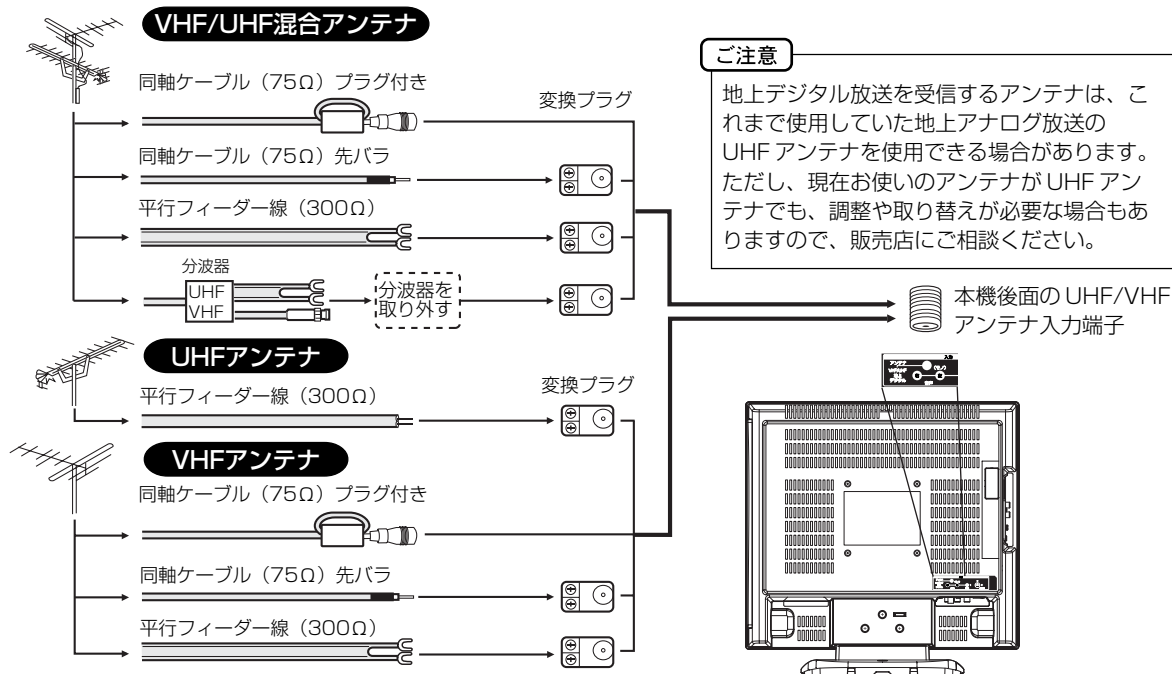 VHF/UHF混合アンテナ
同軸ケーブル（75Ω）プラグ付き
変換プラグ
同軸ケーブル（75Ω）先バラ
平行フィーダー線（300Ω）
分波器
UHF
VHF
分波器を
取り外す
UHFアンテナ
平行フィーダー線（300Ω）
変換プラグ
VHFアンテナ
同軸ケーブル（75Ω）プラグ付き
同軸ケーブル（75Ω）先バラ
平行フィーダー線（300Ω）
ご注意
地上デジタル放送を受信するアンテナは、こ
れまで使用していた地上アナログ放送の
UHFアンテナを使用できる場合があります。
ただし、現在お使いのアンテナがUHFアン
テナでも、調整や取り替えが必要な場合もあ
りますので、販売店にご相談ください。
本機後面のUHF/VHF
アンテナ入力端子